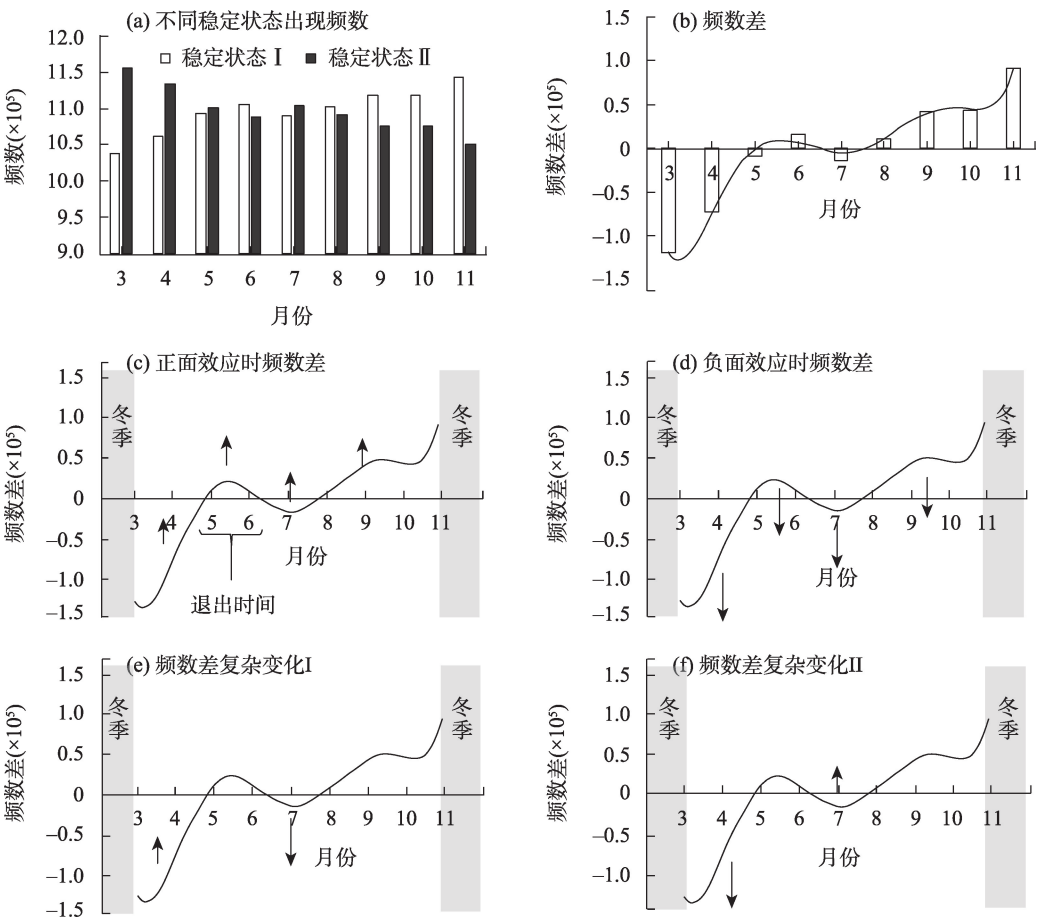 (a) 不同稳定状态出现频数
稳定状态Ⅰ 稳定状态Ⅱ
频数(×10⁵)
12.0
11.5
11.0
10.5
10.0
9.5
9.0
3 4 5 6 7 8 9 10 11
月份
(b) 频数差
频数差(×10⁵)
1.5
1.0
0.5
0
–0.5
–1.0
–1.5
3 4 5 6 7 8 9 10 11
月份
(c) 正面效应时频数差
频数差(×10⁵)
1.5
1.0
0.5
0
–0.5
–1.0
–1.5
冬季
冬季
3 4 5 6 7 8 9 10 11
月份
退出时间
(d) 负面效应时频数差
频数差(×10⁵)
1.5
1.0
0.5
0
–0.5
–1.0
–1.5
冬季
冬季
3 4 5 6 7 8 9 10 11
月份
(e) 频数差复杂变化Ⅰ
频数差(×10⁵)
1.5
1.0
0.5
0
–0.5
–1.0
–1.5
冬季
冬季
3 4 5 6 7 8 9 10 11
月份
(f) 频数差复杂变化Ⅱ
频数差(×10⁵)
1.5
1.0
0.5
0
–0.5
–1.0
冬季
冬季
3 4 5 6 7 8 9 10 11
月份